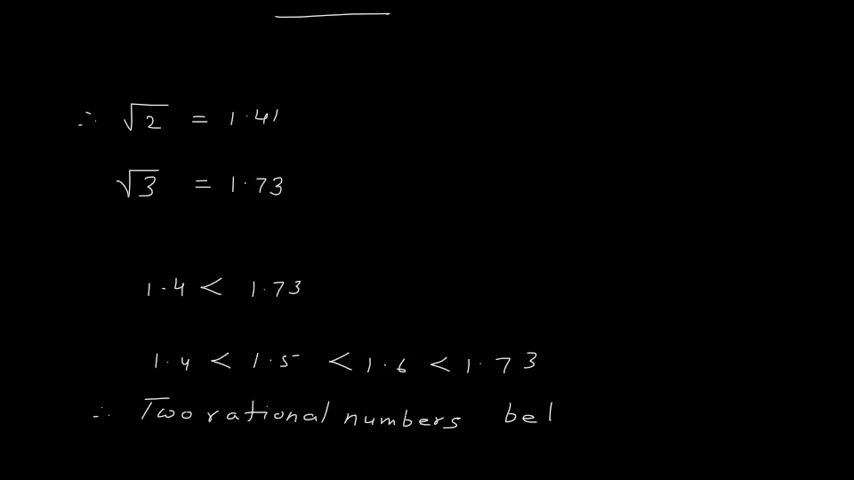 ∴ √2 = 1.41
√3 = 1.73
1.4 < 1.73
1.4 < 1.5 < 1.6 < 1.73
∴ Two rational numbers bel